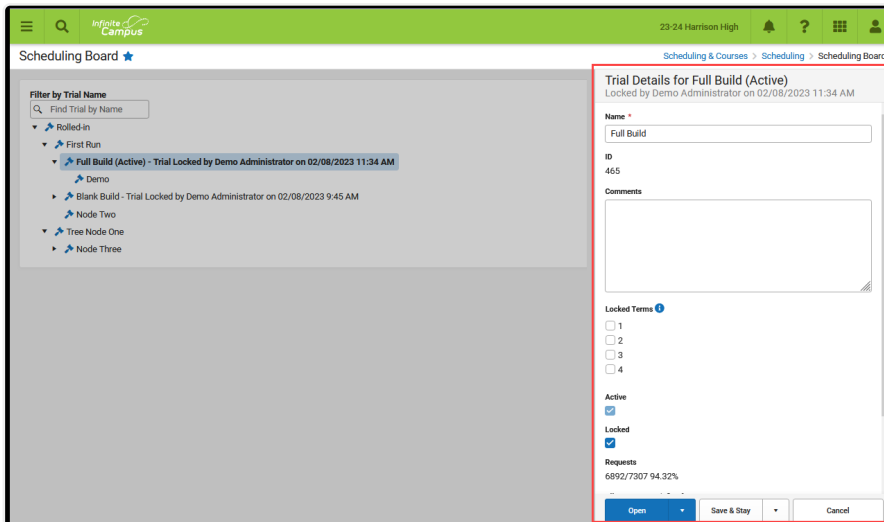 Infinite
Campus
23-24 Harrison High
?
Scheduling Board
Scheduling & Courses > Scheduling > Scheduling Board
Filter by Trial Name
Find Trial by Name
Rolled-in
First Run
Full Build (Active) - Trial Locked by Demo Administrator on 02/08/2023 11:34 AM
Demo
Blank Build - Trial Locked by Demo Administrator on 02/08/2023 9:45 AM
Node Two
Tree Node One
Node Three
Trial Details for Full Build (Active)
Locked by Demo Administrator on 02/08/2023 11:34 AM
Name *
Full Build
ID
465
Comments
Locked Terms i
1
2
3
4
Active
Locked
Requests
6892/7307 94.32%
Open
Save & Stay
Cancel